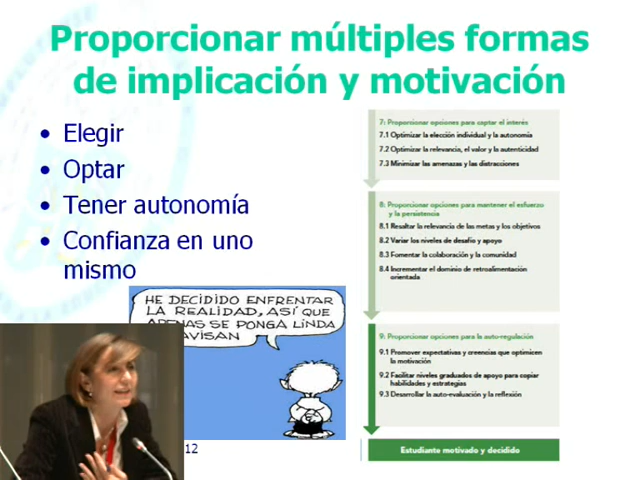 Proporcionar múltiples formas
de implicación y motivación
• Elegir
• Optar
• Tener autonomía
• Confianza en uno
mismo
7: Proporcionar opciones para captar el interés
7.1 Optimizar la elección individual y la autonomía
7.2 Optimizar la relevancia, el valor y la autenticidad
7.3 Minimizar las amenazas y las distracciones
8: Proporcionar opciones para mantener el esfuerzo
y la persistencia
8.1 Resaltar la relevancia de las metas y los objetivos
8.2 Variar los niveles de desafío y apoyo
8.3 Fomentar la colaboración y la comunidad
8.4 Incrementar el dominio de retroalimentación
orientada
9: Proporcionar opciones para la auto-regulación
9.1 Promover expectativas y creencias que optimicen
la motivación
9.2 Facilitar niveles graduados de apoyo para copiar
habilidades y estrategias
9.3 Desarrollar la auto-evaluación y la reflexión
Estudiante motivado y decidido
HE DECIDIDO ENFRENTAR
LA REALIDAD, ASÍ QUE
APENAS SE PONGA LINDA
AVISAN
12